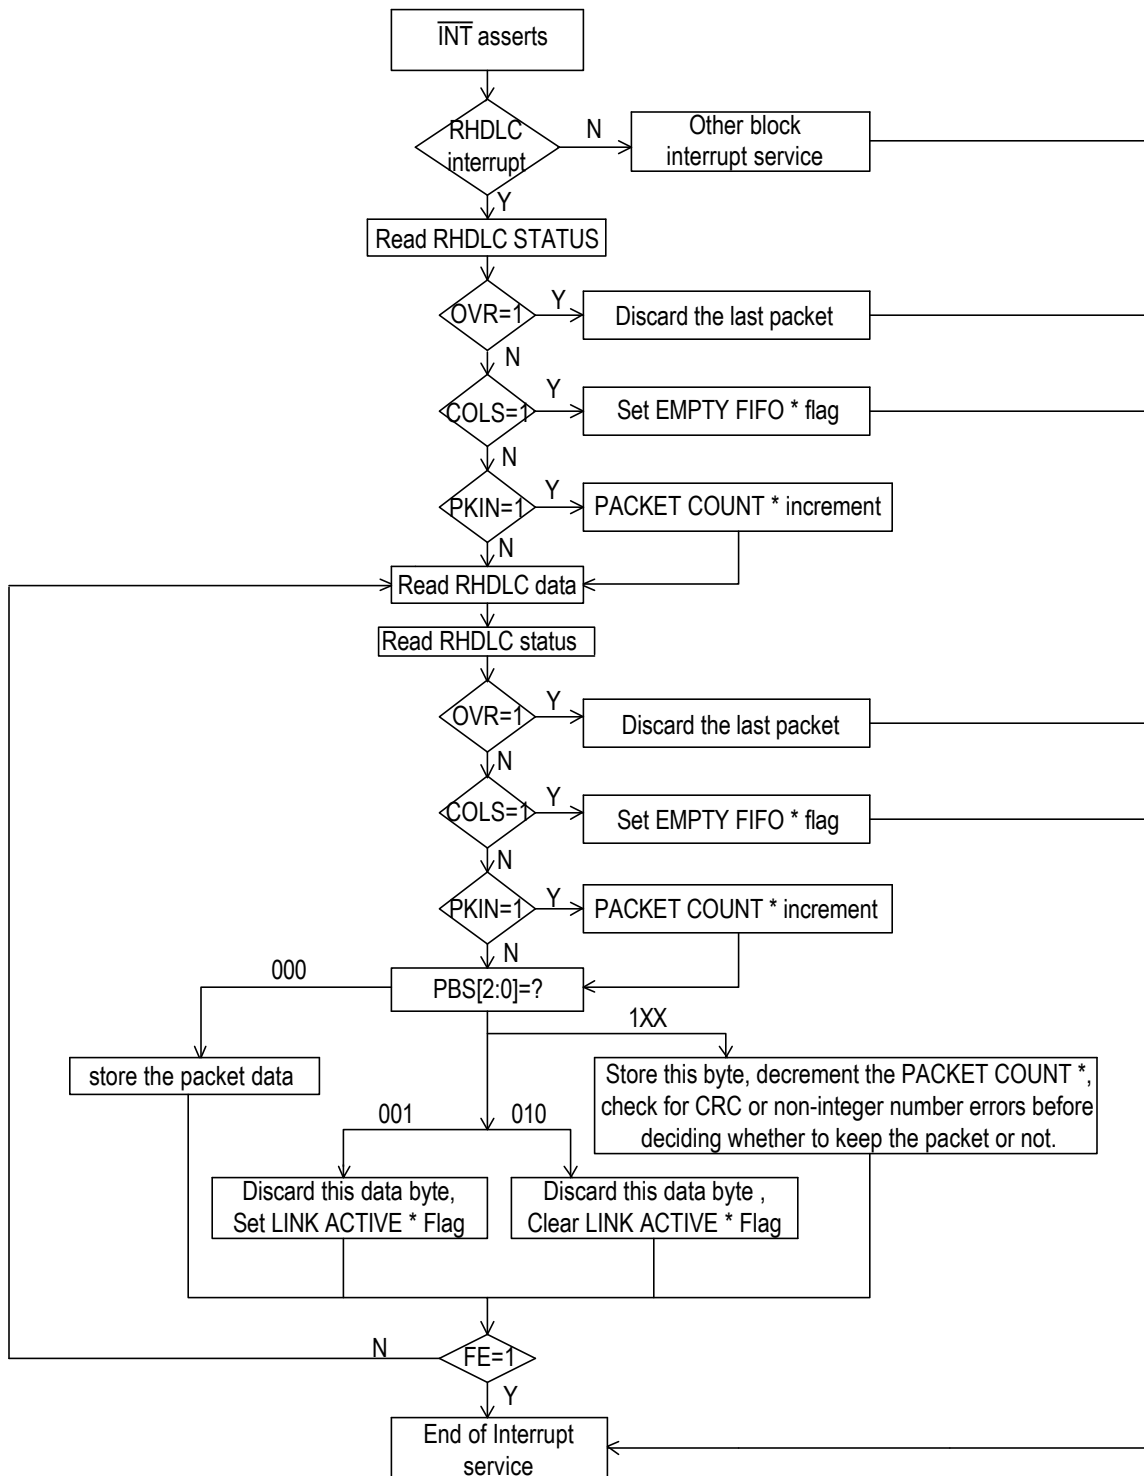 INT asserts
RHDLC
interrupt
N
Other block
interrupt service
Y
Read RHDLC STATUS
OVR=1
Y
Discard the last packet
N
COLS=1
Y
Set EMPTY FIFO * flag
N
PKIN=1
Y
PACKET COUNT * increment
N
Read RHDLC data
Read RHDLC status
OVR=1
Y
Discard the last packet
N
COLS=1
Y
Set EMPTY FIFO * flag
N
PKIN=1
Y
PACKET COUNT * increment
N
000
PBS[2:0]=?
1XX
store the packet data
Store this byte, decrement the PACKET COUNT *,
check for CRC or non-integer number errors before
deciding whether to keep the packet or not.
001
010
Discard this data byte,
Set LINK ACTIVE * Flag
Discard this data byte ,
Clear LINK ACTIVE * Flag
N
FE=1
Y
End of Interrupt
service